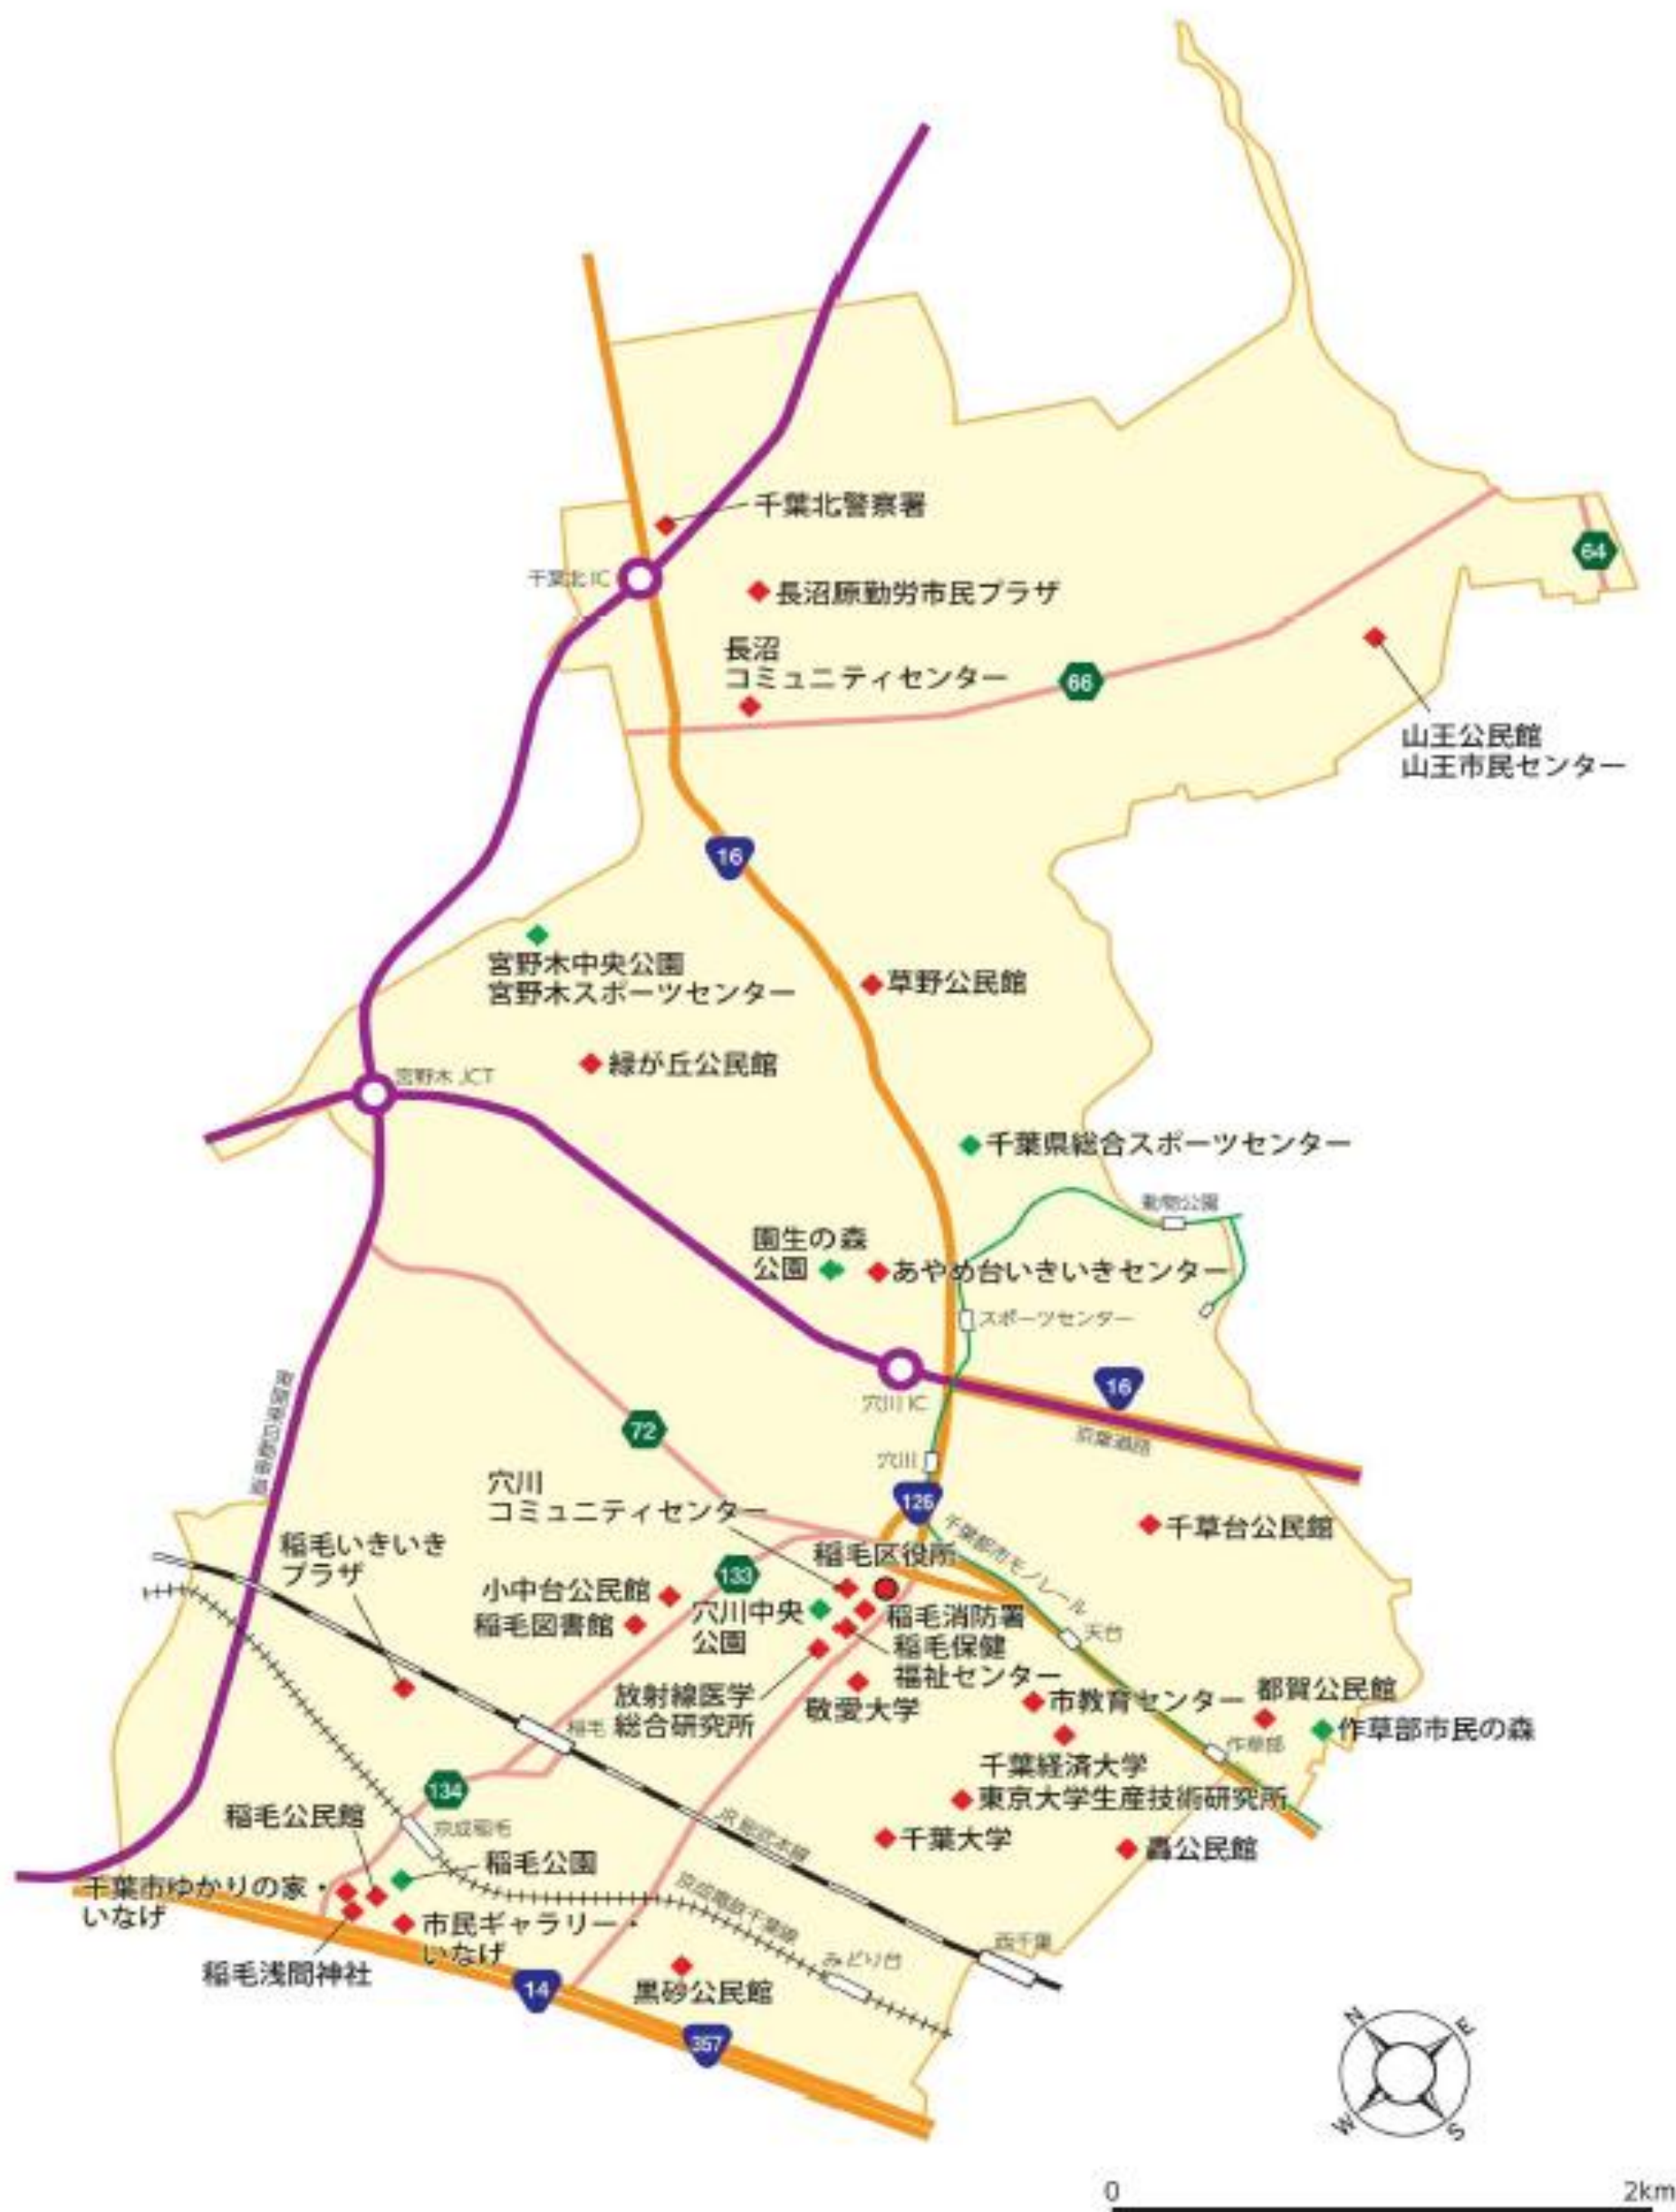 千葉北警察署
千葉北 IC
長沼原勤労市民プラザ
長沼
コミュニティセンター
64
66
山王公民館
山王市民センター
16
宮野木中央公園
宮野木スポーツセンター
草野公民館
緑が丘公民館
宮野木 JCT
千葉県総合スポーツセンター
動物公園
園生の森
公園
あやめ台いきいきセンター
スポーツセンター
穴川 IC
16
京葉道路
東関東自動車道
72
穴川
穴川
コミュニティセンター
126
千草台公民館
千葉都市モノレール
稲毛いきいき
プラザ
稲毛区役所
133
小中台公民館
稲毛図書館
穴川中央
公園
稲毛消防署
稲毛保健
福祉センター
天台
放射線医学
総合研究所
敬愛大学
市教育センター
都賀公民館
作草部市民の森
作草部
稲毛
千葉経済大学
東京大学生産技術研究所
134
稲毛公民館
京成稲毛
JR総武本線
千葉大学
轟公民館
稲毛公園
千葉市ゆかりの家・
いなげ
市民ギャラリー・
いなげ
京成電鉄千葉線
稲毛浅間神社
西千葉
みどり台
黒砂公民館
14
357
N
E
W
S
0
2km